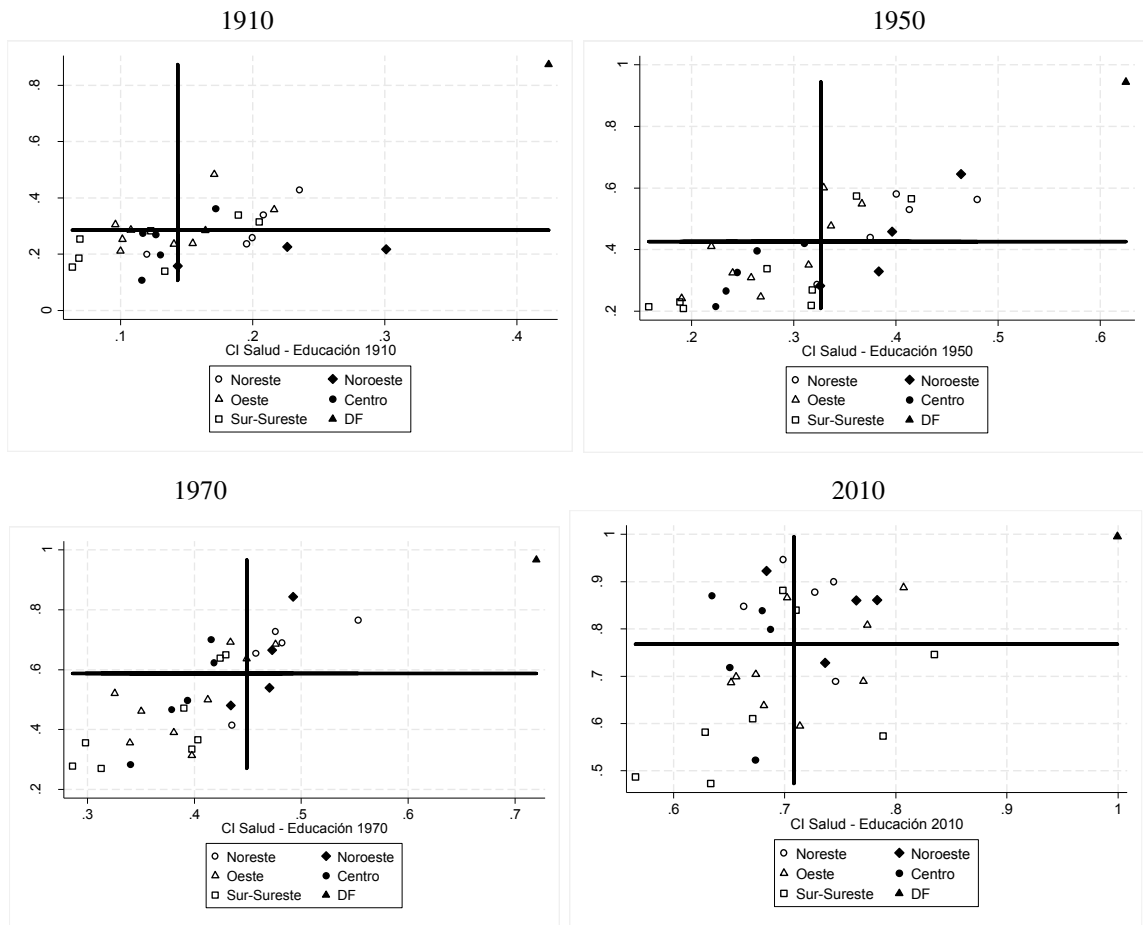 1910
1950
.8
.6
.4
.2
0
.1
.2
.3
.4
CI Salud - Educación 1910
Noreste
Noroeste
Oeste
Centro
Sur-Sureste
DF
1
.8
.6
.4
.2
.2
.3
.4
.5
.6
CI Salud - Educación 1950
Noreste
Noroeste
Oeste
Centro
Sur-Sureste
DF
1970
2010
1
.8
.6
.4
.2
.3
.4
.5
.6
.7
CI Salud - Educación 1970
Noreste
Noroeste
Oeste
Centro
Sur-Sureste
DF
1
.9
.8
.7
.6
.5
.6
.7
.8
.9
1
CI Salud - Educación 2010
Noreste
Noroeste
Oeste
Centro
Sur-Sureste
DF